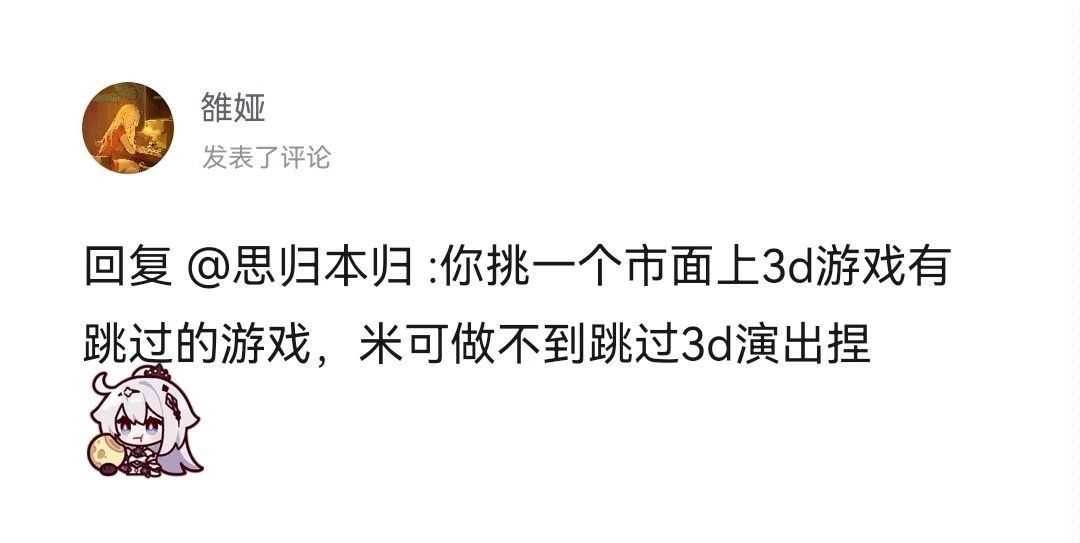 雒娅
发表了评论
回复 @思归本归 :你挑一个市面上3d游戏有
跳过的游戏，米可做不到跳过3d演出捏